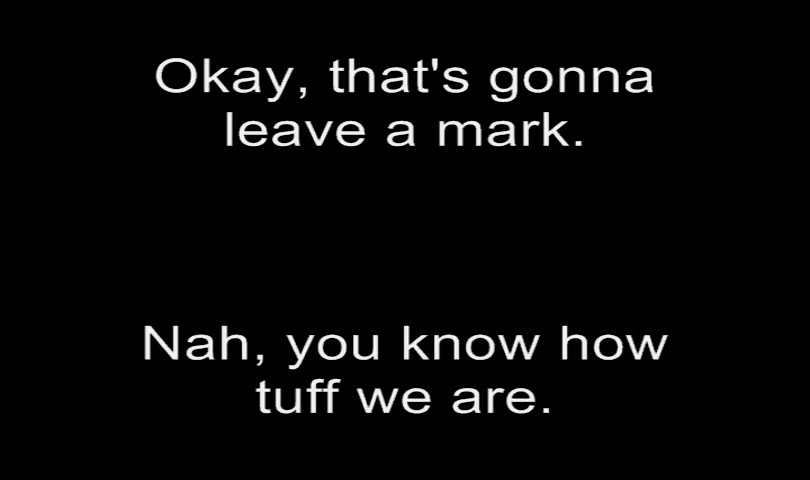 Okay, that's gonna
leave a mark.
Nah, you know how
tuff we are.